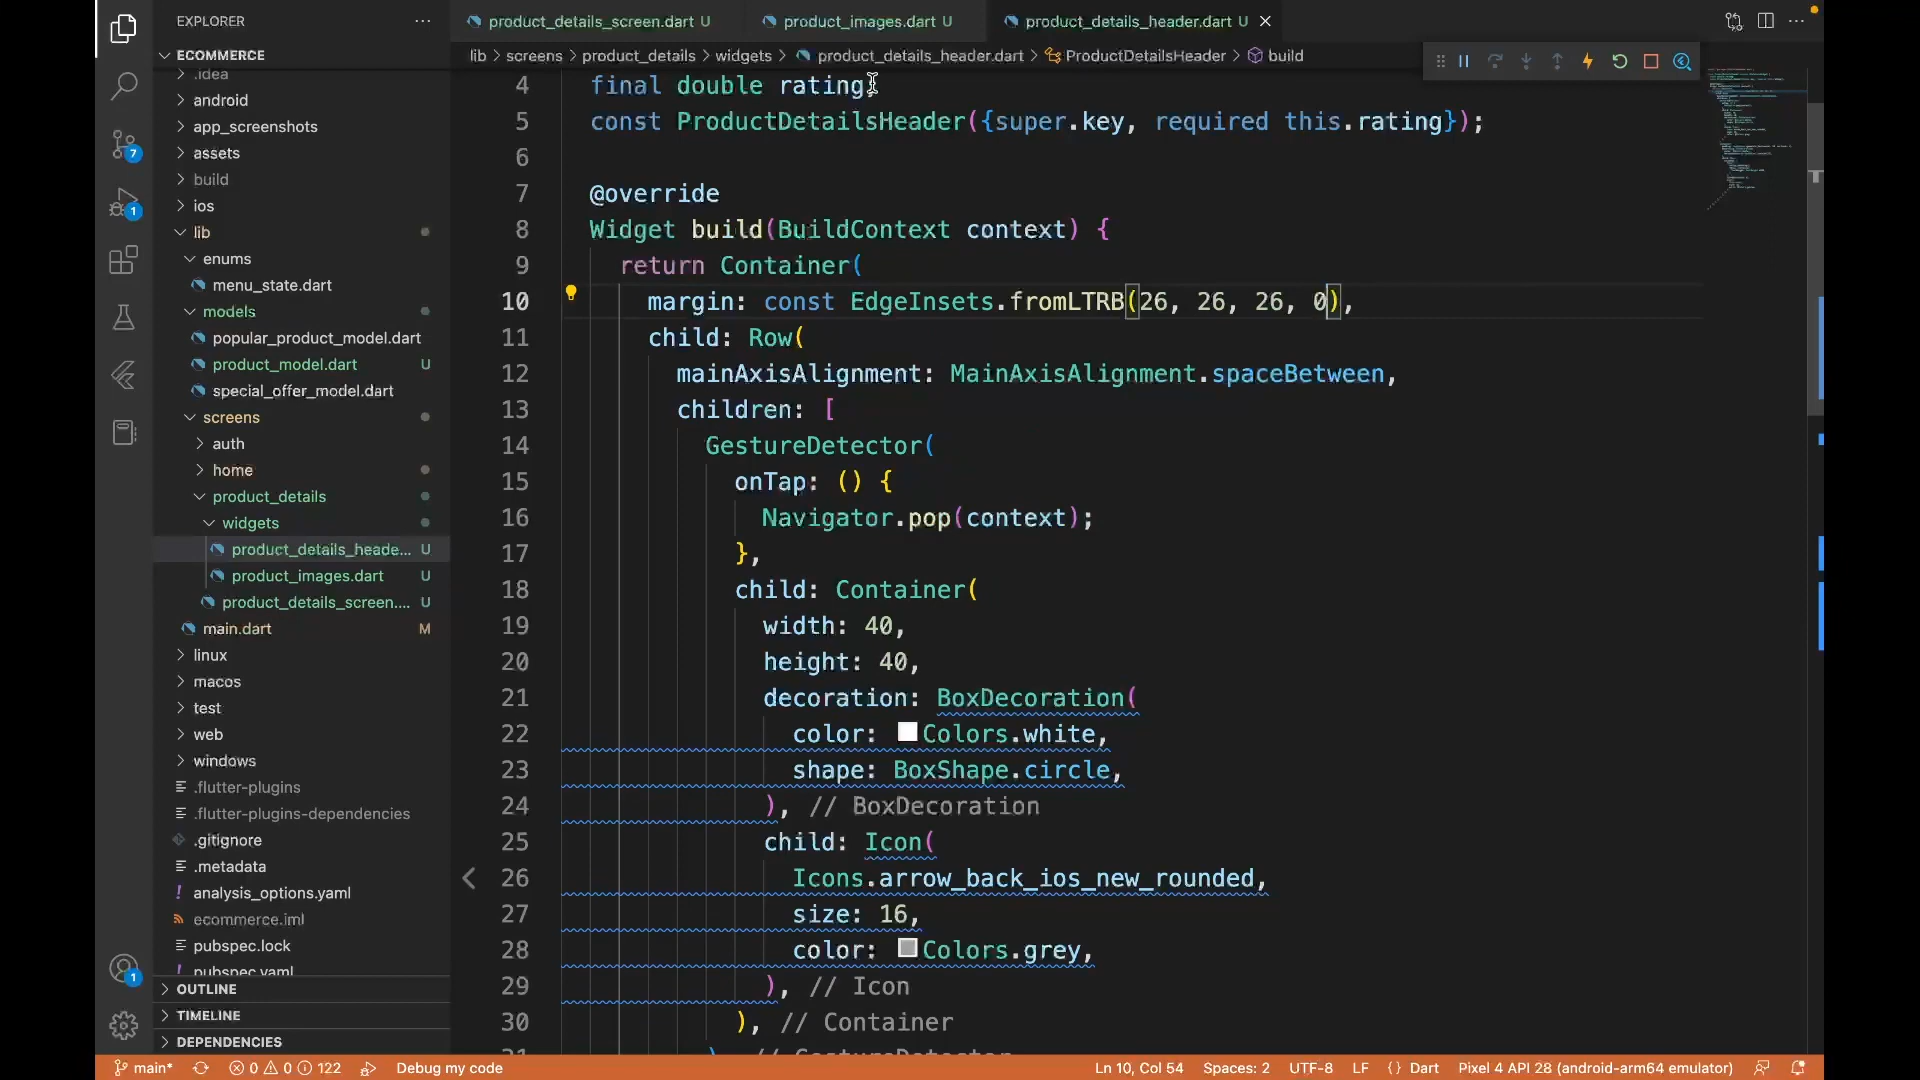 EXPLORER
ECOMMERCE
.idea
android
app_screenshots
assets
build
ios
lib
enums
menu_state.dart
models
popular_product_model.dart
product_model.dart U
special_offer_model.dart
screens
auth
home
product_details
widgets
product_details_heade... U
product_images.dart U
product_details_screen.... U
main.dart M
linux
macos
test
web
windows
.flutter-plugins
.flutter-plugins-dependencies
.gitignore
.metadata
analysis_options.yaml
ecommerce.iml
pubspec.lock
pubspec.yaml
OUTLINE
TIMELINE
DEPENDENCIES
7
1
1
product_details_screen.dart U
product_images.dart U
product_details_header.dart U
lib > screens > product_details > widgets > product_details_header.dart > ProductDetailsHeader > build
4 final double rating;
5 const ProductDetailsHeader({super.key, required this.rating});
6
7 @override
8 Widget build(BuildContext context) {
9 return Container(
10 margin: const EdgeInsets.fromLTRB(26, 26, 26, 0),
11 child: Row(
12 mainAxisAlignment: MainAxisAlignment.spaceBetween,
13 children: [
14 GestureDetector(
15 onTap: () {
16 Navigator.pop(context);
17 },
18 child: Container(
19 width: 40,
20 height: 40,
21 decoration: BoxDecoration(
22 color: Colors.white,
23 shape: BoxShape.circle,
24 ), // BoxDecoration
25 child: Icon(
26 Icons.arrow_back_ios_new_rounded,
27 size: 16,
28 color: Colors.grey,
29 ), // Icon
30 ), // Container
31 ), // GestureDetector
main* 0 0 122 Debug my code Ln 10, Col 54 Spaces: 2 UTF-8 LF {} Dart Pixel 4 API 28 (android-arm64 emulator)